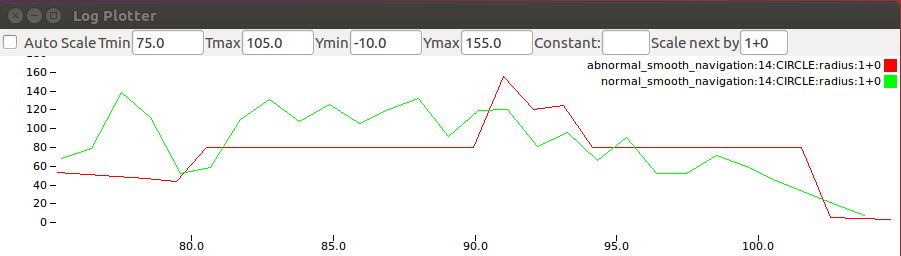 Log Plotter
Auto Scale Tmin 75.0 Tmax 105.0 Ymin -10.0 Ymax 155.0 Constant: Scale next by 1+0
abnormal_smooth_navigation:14:CIRCLE:radius:1+0
normal_smooth_navigation:14:CIRCLE:radius:1+0
160
140
120
100
80
60
40
20
0
80.0 85.0 90.0 95.0 100.0